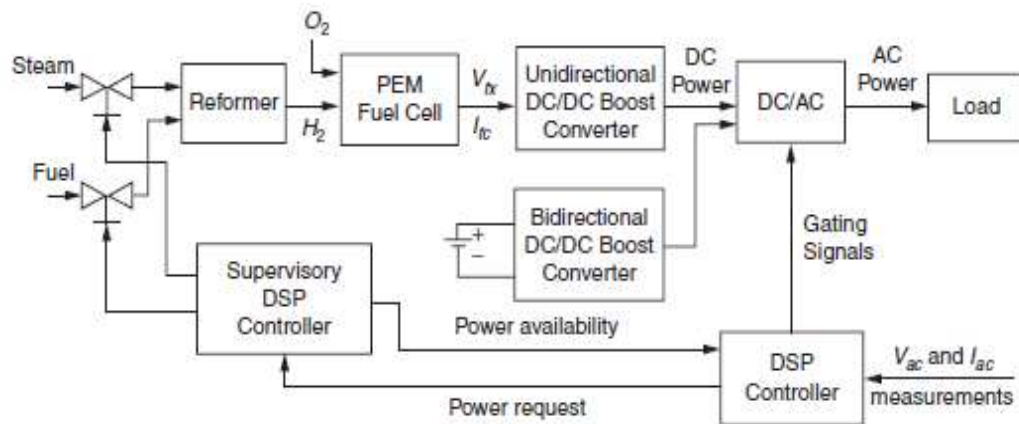 O2
Steam
Reformer
H2
PEM
Fuel Cell
Vfx
Ifc
Unidirectional
DC/DC Boost
Converter
DC
Power
DC/AC
AC
Power
Load
Fuel
+
−
Bidirectional
DC/DC Boost
Converter
Gating
Signals
Supervisory
DSP
Controller
Power availability
Power request
DSP
Controller
Vac and Iac
measurements